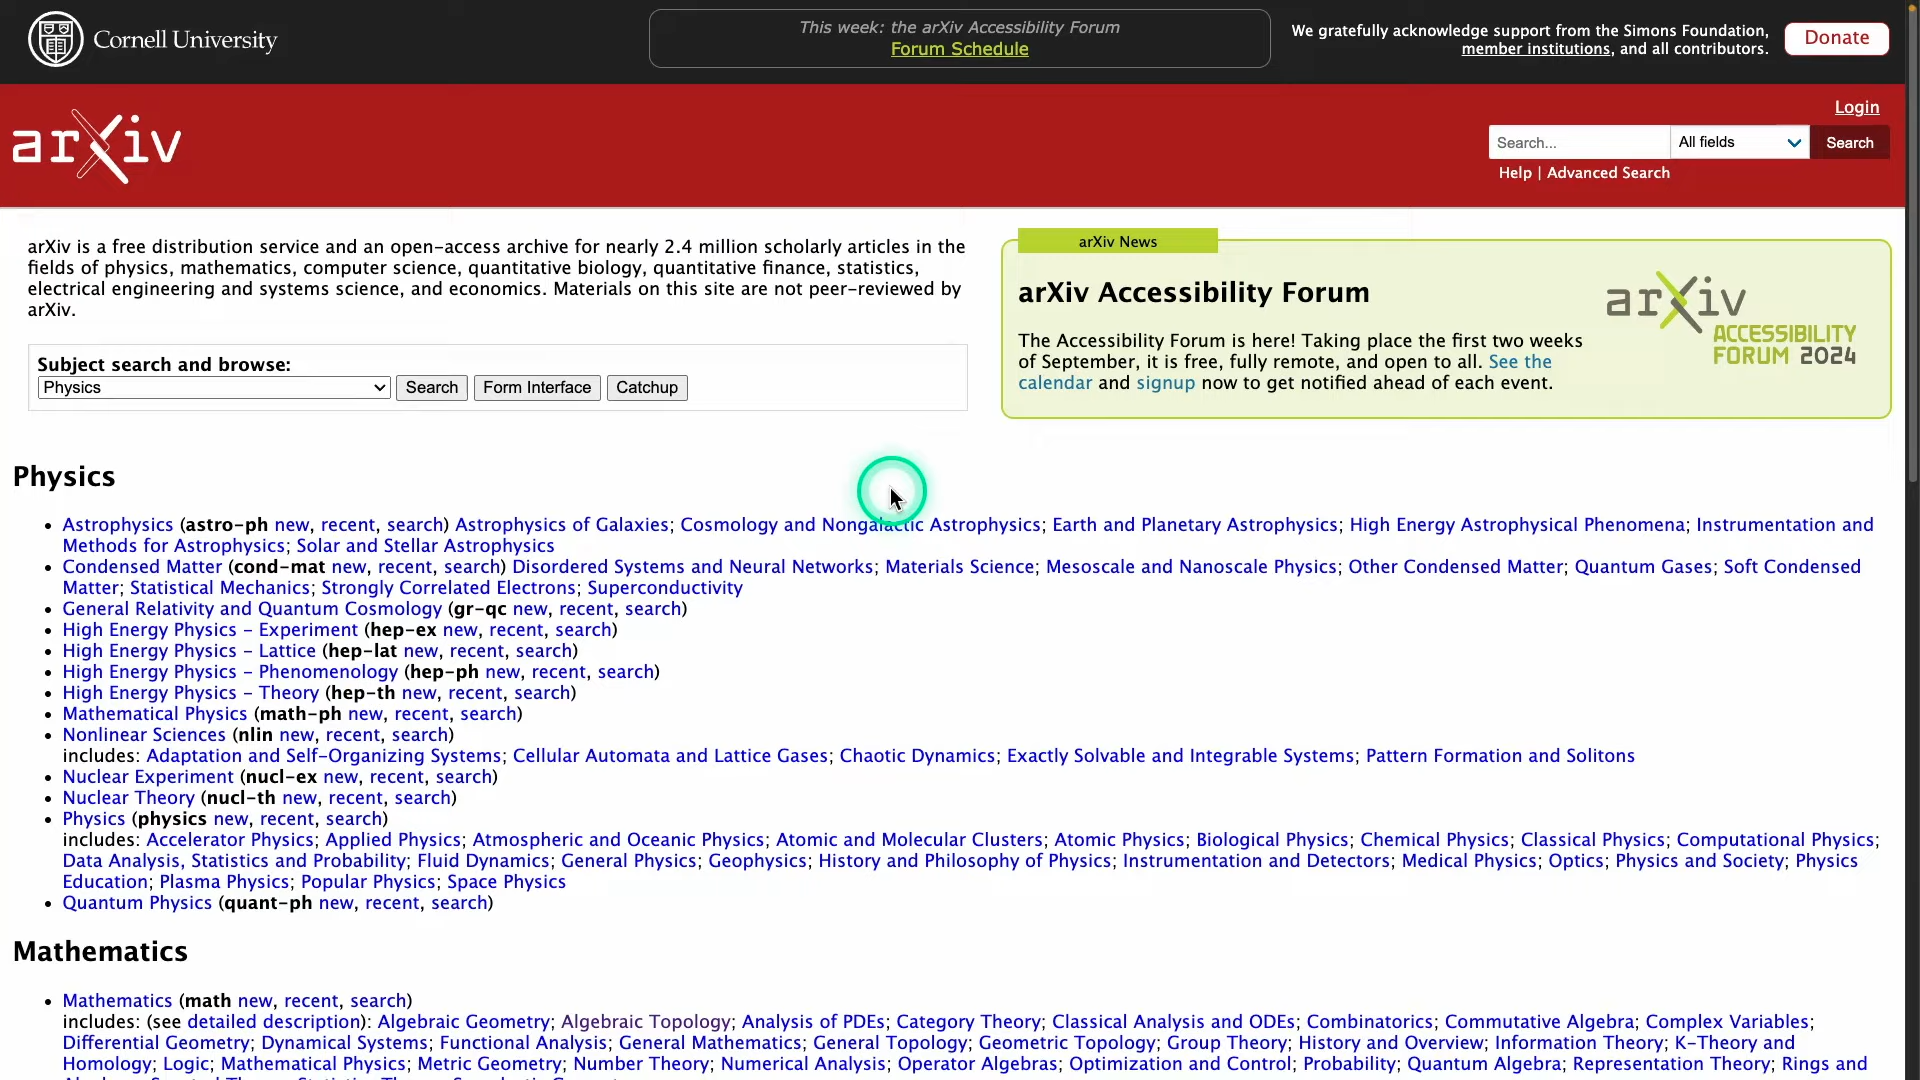 Cornell University
This week: the arXiv Accessibility Forum
Forum Schedule
We gratefully acknowledge support from the Simons Foundation,
member institutions, and all contributors.
Donate
arXiv
Login
Search...
All fields
Search
Help | Advanced Search
arXiv is a free distribution service and an open-access archive for nearly 2.4 million scholarly articles in the
fields of physics, mathematics, computer science, quantitative biology, quantitative finance, statistics,
electrical engineering and systems science, and economics. Materials on this site are not peer-reviewed by
arXiv.
Subject search and browse:
Physics
Search
Form Interface
Catchup
arXiv News
arXiv Accessibility Forum
The Accessibility Forum is here! Taking place the first two weeks
of September, it is free, fully remote, and open to all. See the
calendar and signup now to get notified ahead of each event.
arXiv
ACCESSIBILITY
FORUM 2024
Physics
• Astrophysics (astro-ph new, recent, search) Astrophysics of Galaxies; Cosmology and Nongalactic Astrophysics; Earth and Planetary Astrophysics; High Energy Astrophysical Phenomena; Instrumentation and
Methods for Astrophysics; Solar and Stellar Astrophysics
• Condensed Matter (cond-mat new, recent, search) Disordered Systems and Neural Networks; Materials Science; Mesoscale and Nanoscale Physics; Other Condensed Matter; Quantum Gases; Soft Condensed
Matter; Statistical Mechanics; Strongly Correlated Electrons; Superconductivity
• General Relativity and Quantum Cosmology (gr-qc new, recent, search)
• High Energy Physics – Experiment (hep-ex new, recent, search)
• High Energy Physics – Lattice (hep-lat new, recent, search)
• High Energy Physics – Phenomenology (hep-ph new, recent, search)
• High Energy Physics – Theory (hep-th new, recent, search)
• Mathematical Physics (math-ph new, recent, search)
• Nonlinear Sciences (nlin new, recent, search)
includes: Adaptation and Self-Organizing Systems; Cellular Automata and Lattice Gases; Chaotic Dynamics; Exactly Solvable and Integrable Systems; Pattern Formation and Solitons
• Nuclear Experiment (nucl-ex new, recent, search)
• Nuclear Theory (nucl-th new, recent, search)
• Physics (physics new, recent, search)
includes: Accelerator Physics; Applied Physics; Atmospheric and Oceanic Physics; Atomic and Molecular Clusters; Atomic Physics; Biological Physics; Chemical Physics; Classical Physics; Computational Physics;
Data Analysis, Statistics and Probability; Fluid Dynamics; General Physics; Geophysics; History and Philosophy of Physics; Instrumentation and Detectors; Medical Physics; Optics; Physics and Society; Physics
Education; Plasma Physics; Popular Physics; Space Physics
• Quantum Physics (quant-ph new, recent, search)
Mathematics
• Mathematics (math new, recent, search)
includes: (see detailed description): Algebraic Geometry; Algebraic Topology; Analysis of PDEs; Category Theory; Classical Analysis and ODEs; Combinatorics; Commutative Algebra; Complex Variables;
Differential Geometry; Dynamical Systems; Functional Analysis; General Mathematics; General Topology; Geometric Topology; Group Theory; History and Overview; Information Theory; K-Theory and
Homology; Logic; Mathematical Physics; Metric Geometry; Number Theory; Numerical Analysis; Operator Algebras; Optimization and Control; Probability; Quantum Algebra; Representation Theory; Rings and